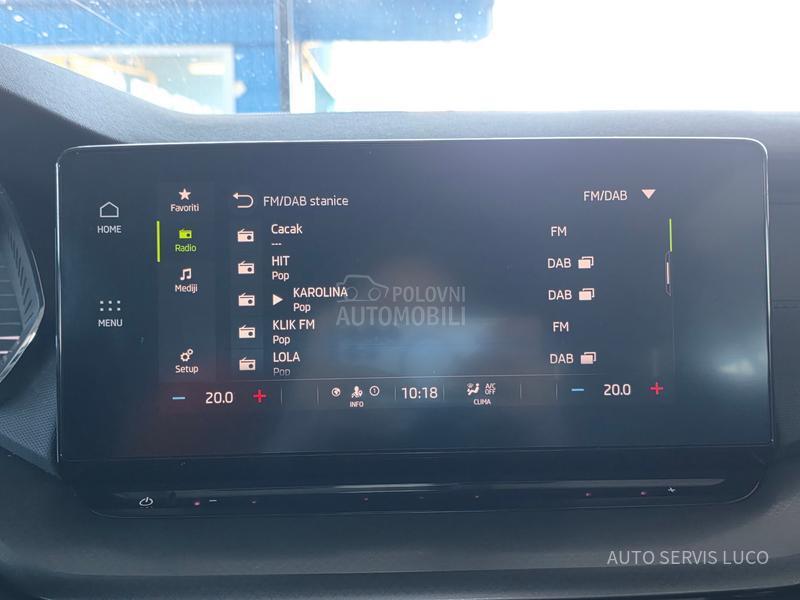 HOME
MENU
Favoriti
Radio
Mediji
Setup
FM/DAB stanice
FM/DAB
Cacak
---
FM
HIT
Pop
DAB
KAROLINA
Pop
DAB
KLIK FM
Pop
FM
LOLA
Pop
DAB
20.0
INFO
10:18
A/C
OFF
CLIMA
20.0
POLOVNI
AUTOMOBILI
AUTO SERVIS LUCO